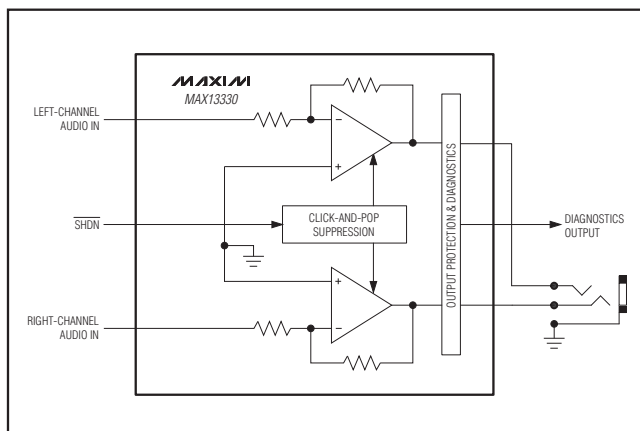 MAXIM
MAX13330
LEFT-CHANNEL
AUDIO IN
−
+
SHDN
CLICK-AND-POP
SUPPRESSION
OUTPUT PROTECTION & DIAGNOSTICS
DIAGNOSTICS
OUTPUT
+
−
RIGHT-CHANNEL
AUDIO IN